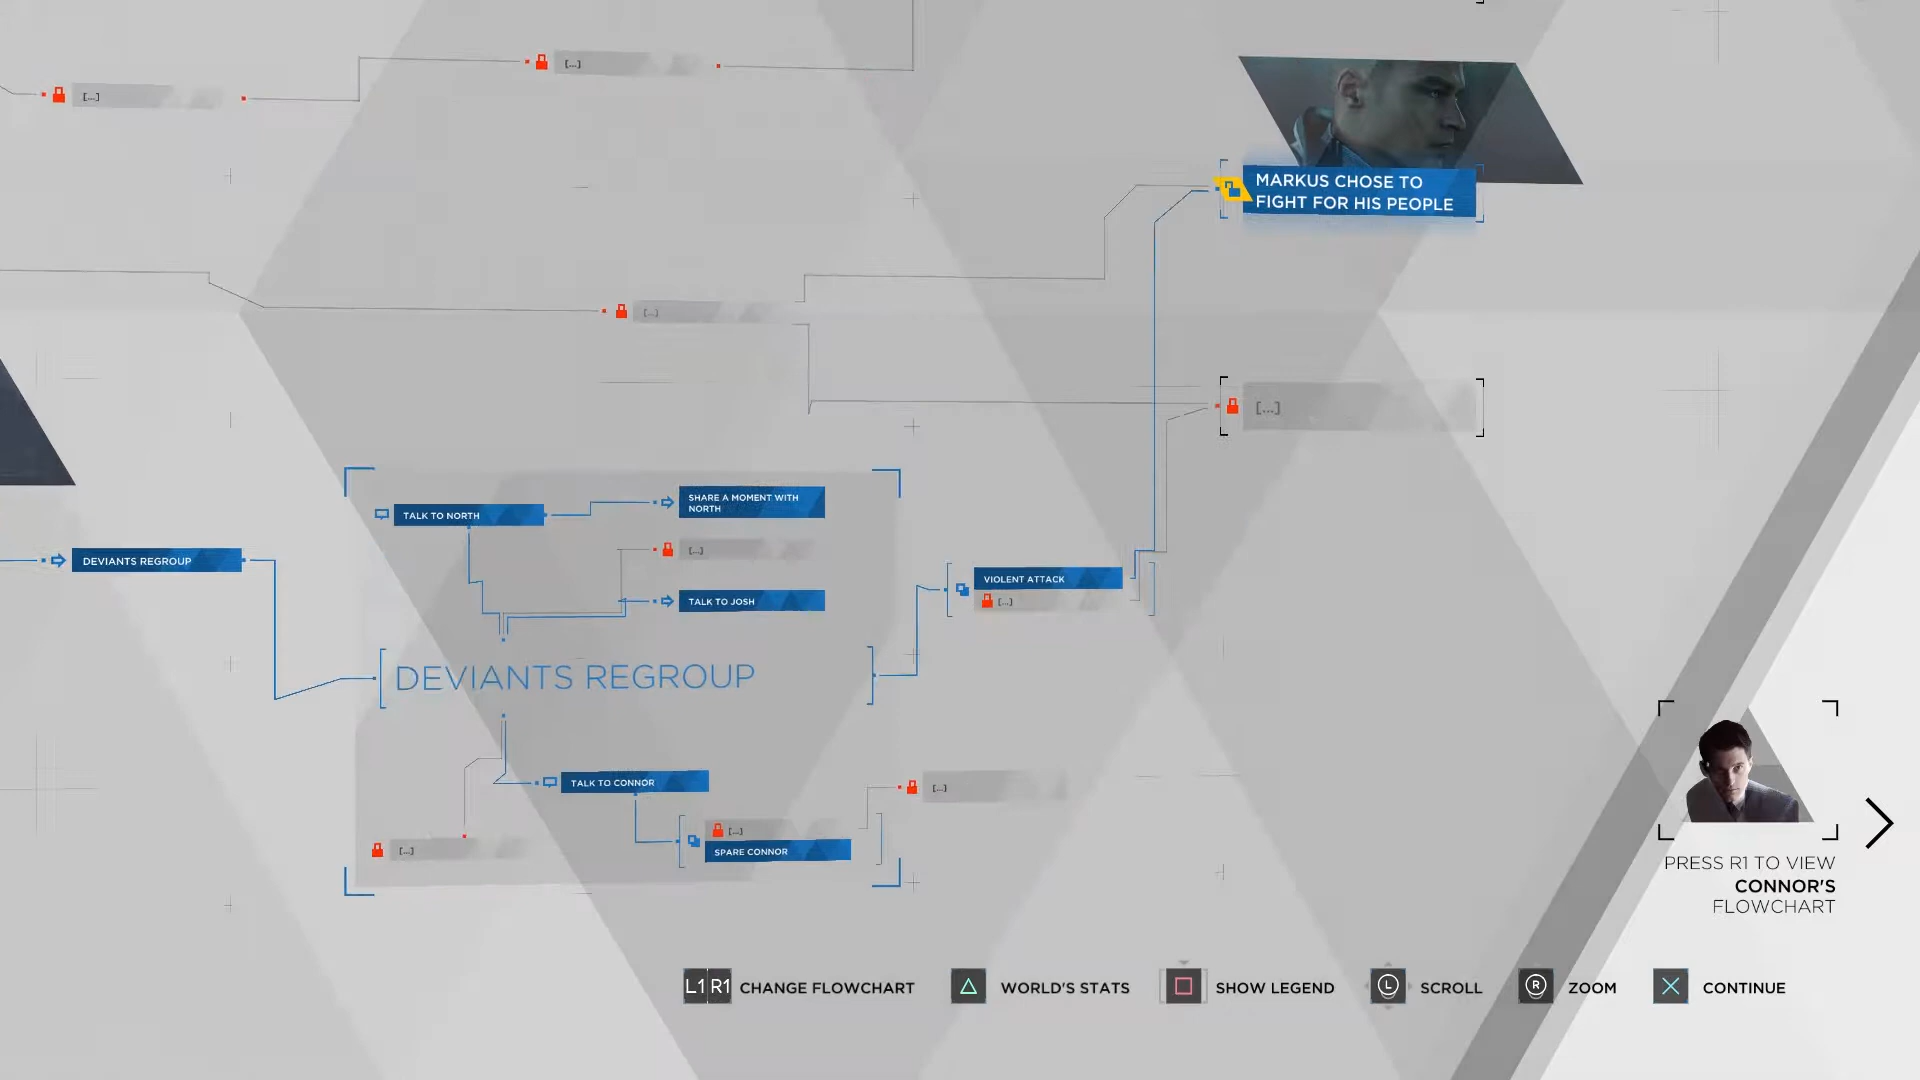 [...]
[...]
MARKUS CHOSE TO
FIGHT FOR HIS PEOPLE
[...]
[...]
TALK TO NORTH
SHARE A MOMENT WITH
NORTH
[...]
DEVIANTS REGROUP
TALK TO JOSH
VIOLENT ATTACK
[...]
DEVIANTS REGROUP
TALK TO CONNOR
[...]
[...]
[...]
SPARE CONNOR
PRESS R1 TO VIEW
CONNOR'S
FLOWCHART
L1 R1 CHANGE FLOWCHART
WORLD'S STATS
SHOW LEGEND
L SCROLL
R ZOOM
CONTINUE